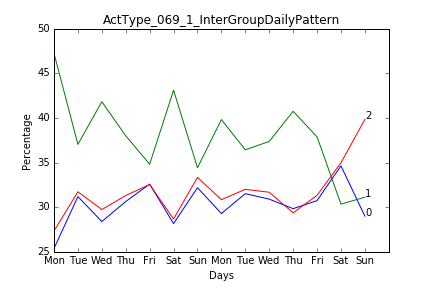 ActType_069_1_InterGroupDailyPattern
50
45
40
35
30
25
Percentage
2
1
0
Mon Tue Wed Thu Fri Sat Sun Mon Tue Wed Thu Fri Sat Sun
Days